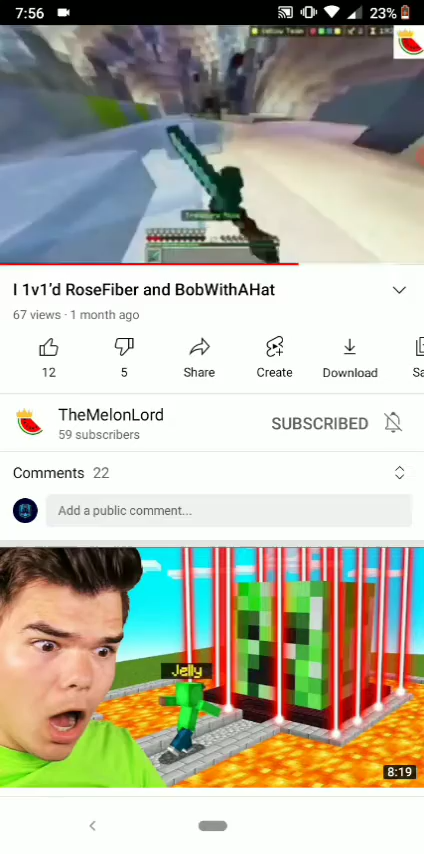 7:56
23%
I 1v1'd RoseFiber and BobWithAHat
67 views · 1 month ago
12
5
Share
Create
Download
Sa
TheMelonLord
59 subscribers
SUBSCRIBED
Comments 22
Add a public comment...
Jelly
8:19